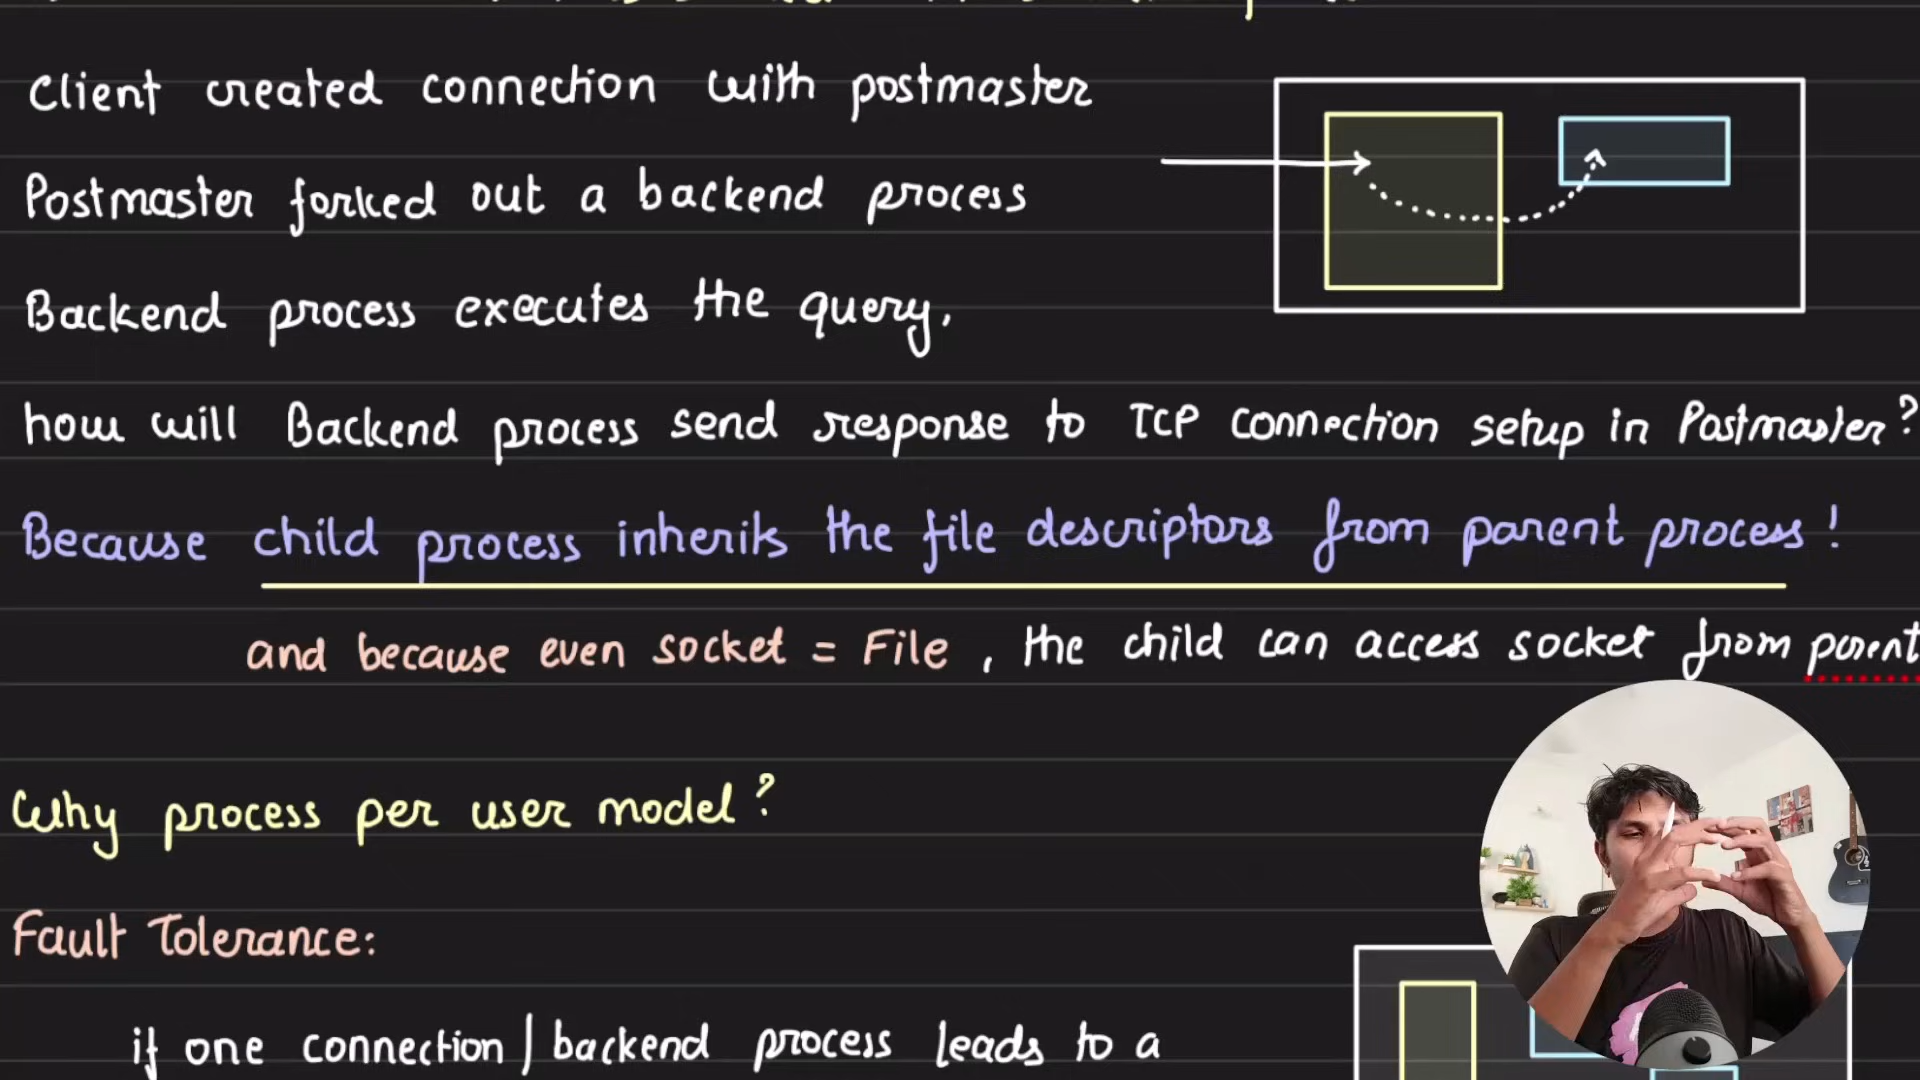 Client created connection with postmaster
Postmaster forked out a backend process
Backend process executes the query,
how will Backend process send response to TCP connection setup in Postmaster?
Because child process inherits the file descriptors from parent process!
and because even socket = File , the child can access socket from parent
Why process per user model?
Fault Tolerance:
if one connection/backend process leads to a